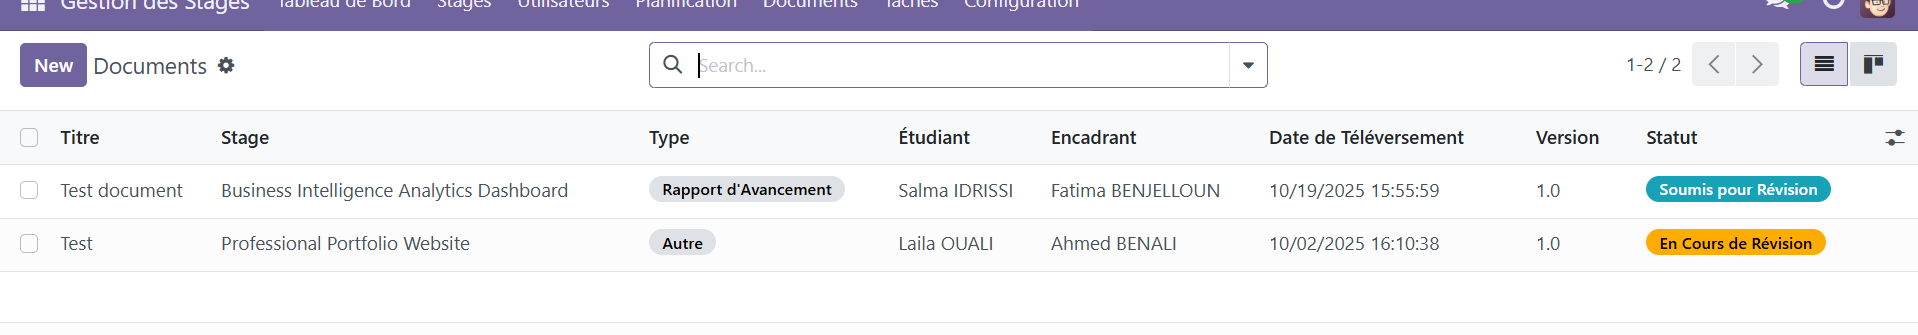 Gestion des Stages Tableau de Bord Stages Utilisateurs Planification Documents Tâches Configuration
New Documents Search... 1-2 / 2
Titre Stage Type Étudiant Encadrant Date de Téléversement Version Statut
Test document Business Intelligence Analytics Dashboard Rapport d'Avancement Salma IDRISSI Fatima BENJELLOUN 10/19/2025 15:55:59 1.0 Soumis pour Révision
Test Professional Portfolio Website Autre Laila OUALI Ahmed BENALI 10/02/2025 16:10:38 1.0 En Cours de Révision